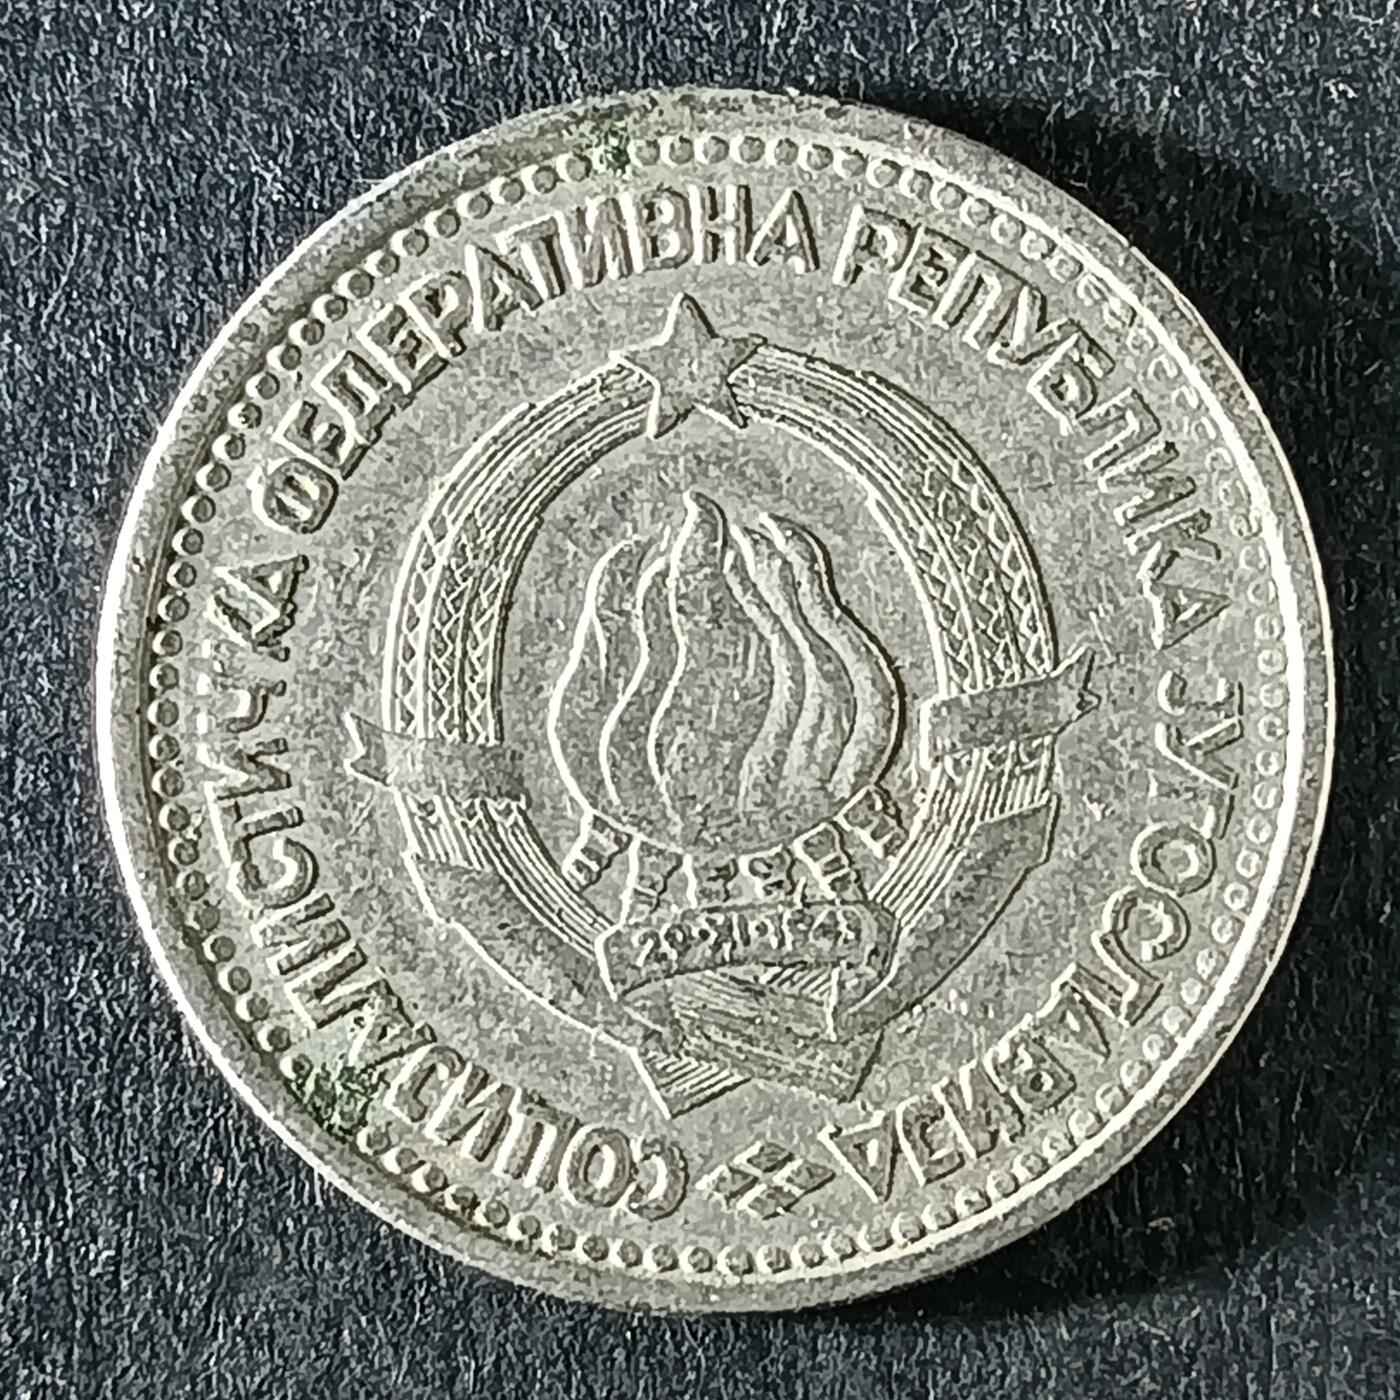 СОЦИЈАЛИСТИЧКА ФЕДЕРАТИВНА РЕПУБЛИКА ЈУГОСЛАВИЈА
29·XI·1943